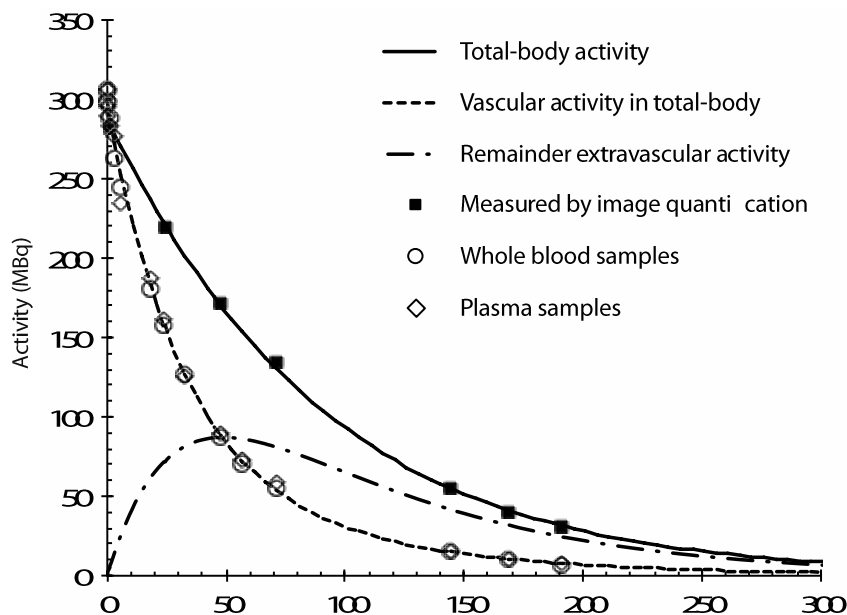 350
300
250
200
150
100
50
0
Activity (MBq)
Total-body activity
Vascular activity in total-body
Remainder extravascular activity
Measured by image quanti cation
Whole blood samples
Plasma samples
0 50 100 150 200 250 300